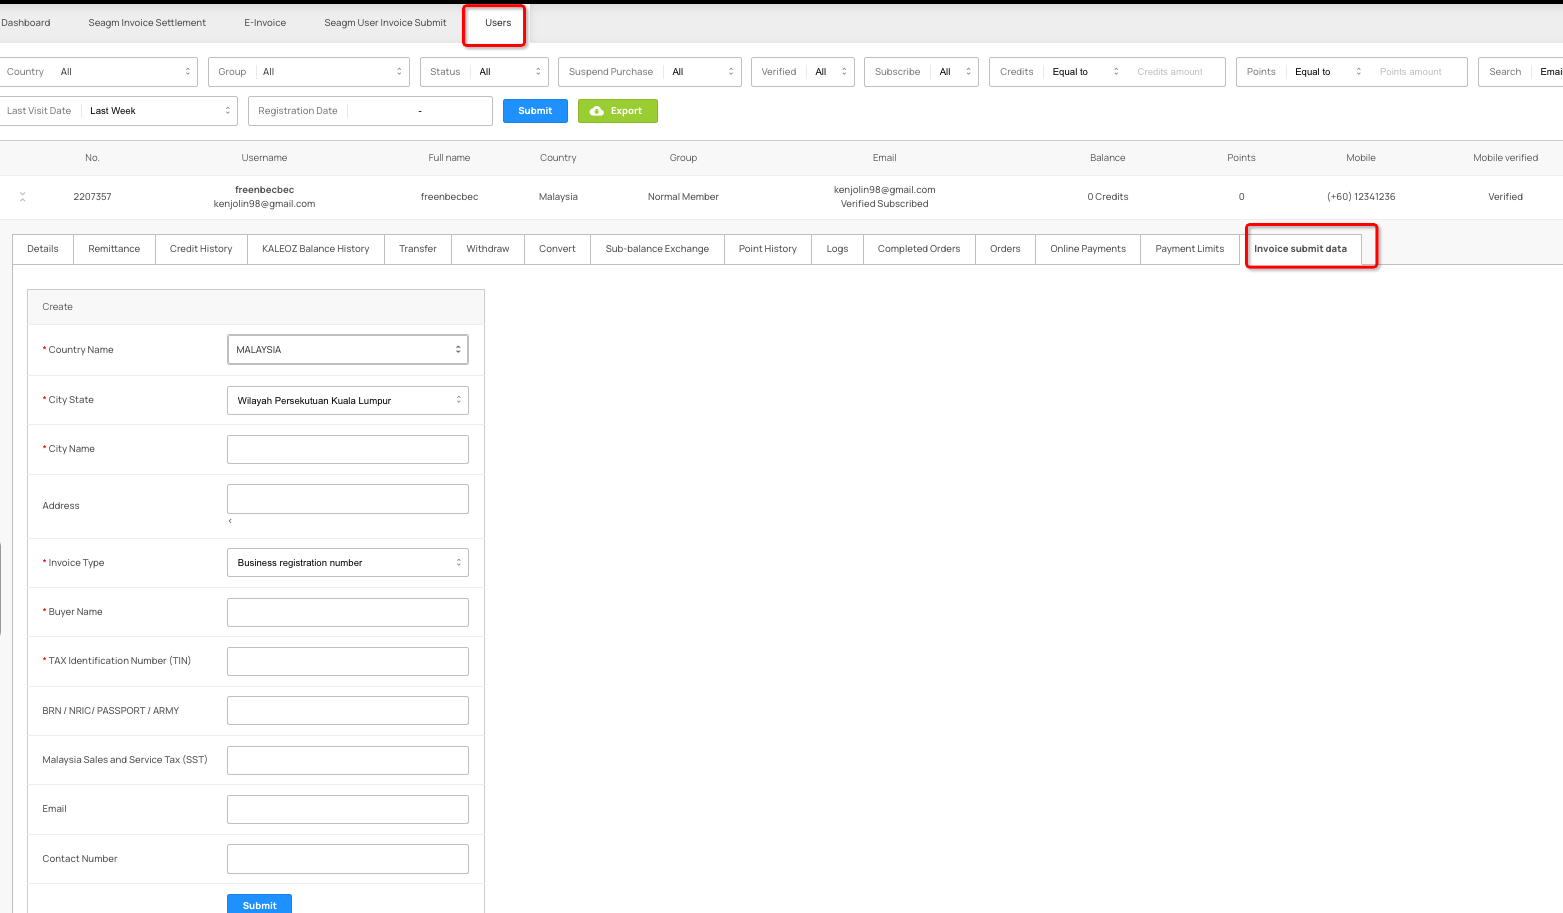 Dashboard Seagm Invoice Settlement E-Invoice Seagm User Invoice Submit Users
Country All Group All Status All Suspend Purchase All Verified All Subscribe All Credits Equal to Credits amount Points Equal to Points amount Search
Last Visit Date Last Week Registration Date - Submit Export
No. Username Full name Country Group Email Balance Points Mobile Mobile verified
2207357 freenbecbec freenbecbec Malaysia Normal Member kenjolin98@gmail.com 0 Credits 0 (+60) 12341236 Verified
kenjolin98@gmail.com Verified Subscribed
Details Remittance Credit History KALEOZ Balance History Transfer Withdraw Convert Sub-balance Exchange Point History Logs Completed Orders Orders Online Payments Payment Limits Invoice submit data
Create
* Country Name MALAYSIA
* City State Wilayah Persekutuan Kuala Lumpur
* City Name
Address
<
* Invoice Type Business registration number
* Buyer Name
* TAX Identification Number (TIN)
BRN / NRIC/ PASSPORT / ARMY
Malaysia Sales and Service Tax (SST)
Email
Contact Number
Submit